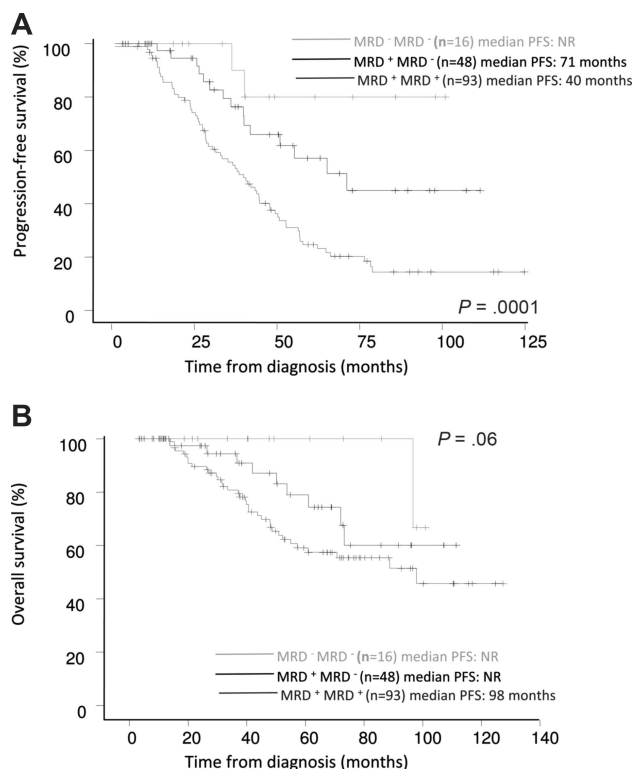 A
MRD - MRD - (n=16) median PFS: NR
MRD + MRD - (n=48) median PFS: 71 months
MRD + MRD + (n=93) median PFS: 40 months
Progression-free survival (%)
100
80
60
40
20
0
P = .0001
0 25 50 75 100 125
Time from diagnosis (months)
B
P = .06
Overall survival (%)
100
80
60
40
20
0
MRD - MRD - (n=16) median PFS: NR
MRD + MRD - (n=48) median PFS: NR
MRD + MRD + (n=93) median PFS: 98 months
0 20 40 60 80 100 120 140
Time from diagnosis (months)